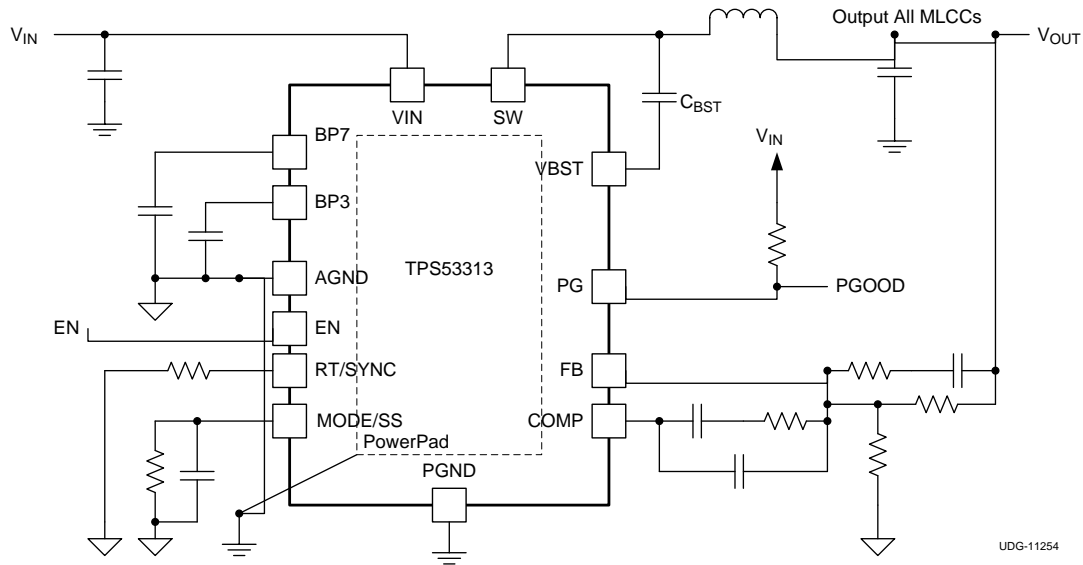 Output All MLCCs
VIN
VOUT
VIN
SW
CBST
BP7
VIN
VBST
BP3
TPS53313
AGND
PG
PGOOD
EN
EN
RT/SYNC
FB
MODE/SS
COMP
PowerPad
PGND
UDG-11254